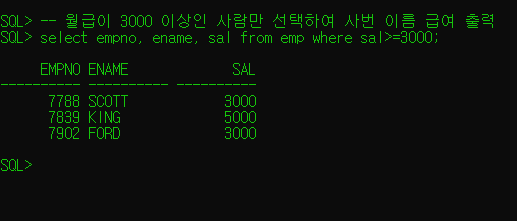 SQL> -- 월급이 3000 이상인 사람만 선택하여 사번 이름 급여 출력
SQL> select empno, ename, sal from emp where sal>=3000;
EMPNO ENAME SAL
---------- ---------- ----------
7788 SCOTT 3000
7839 KING 5000
7902 FORD 3000
SQL>